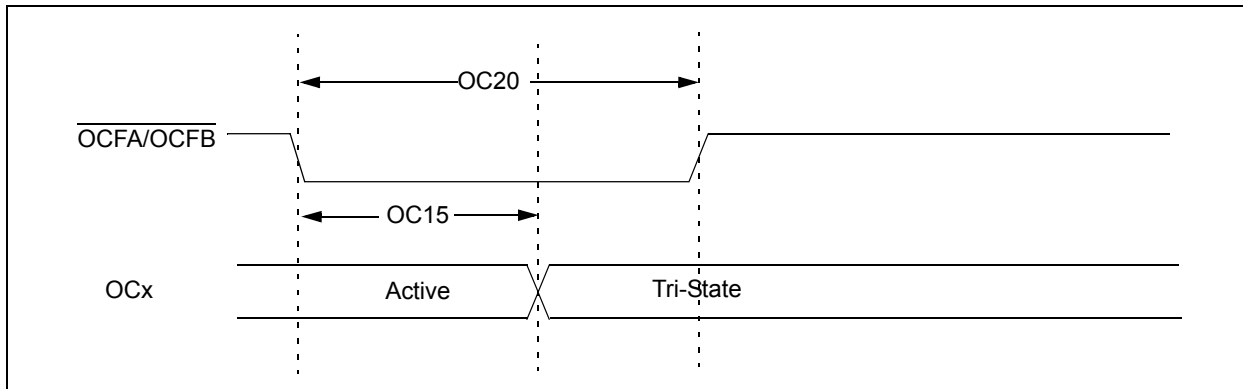 OC20
OCFA/OCFB
OC15
OCx
Active
Tri-State